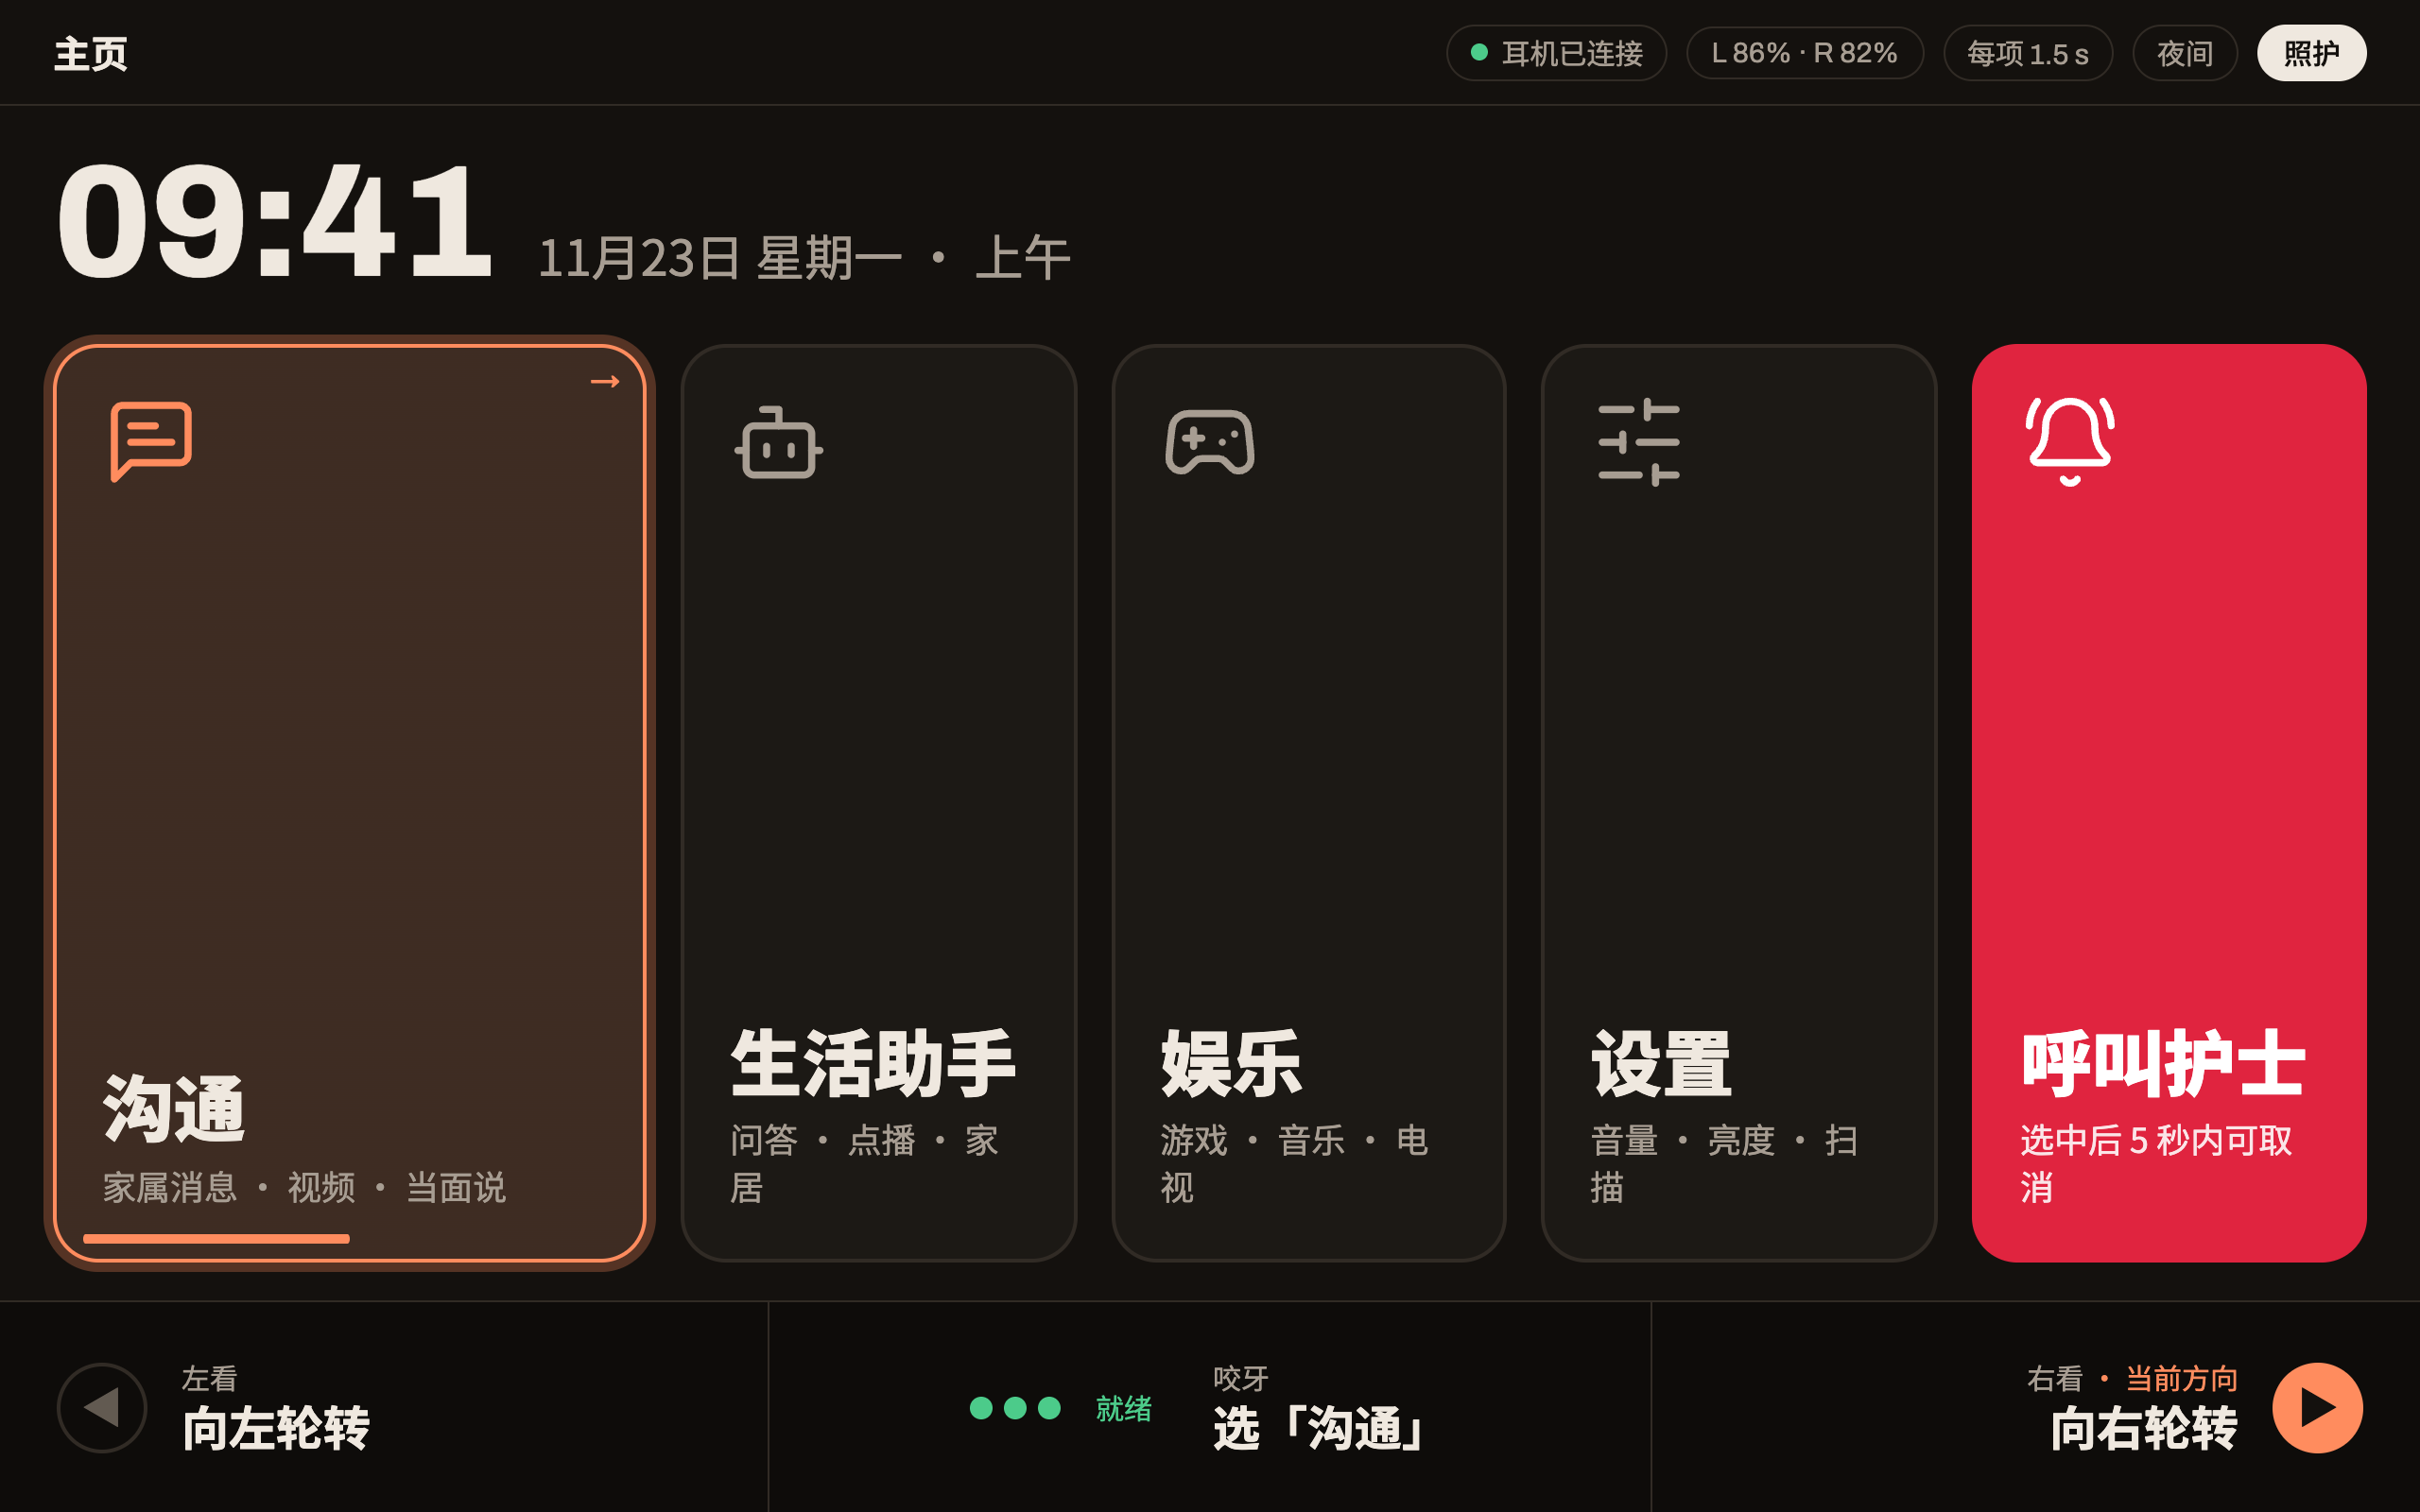 主页
耳机已连接
L 86% · R 82%
每项 1.5 s
夜间
照护
09:41
11月23日 星期一 · 上午
→
沟通
家属消息 · 视频 · 当面说
生活助手
问答 · 点播 · 家
居
娱乐
游戏 · 音乐 · 电
视
设置
音量 · 亮度 · 扫
描
呼叫护士
选中后 5 秒内可取
消
左看
向左轮转
就绪
咬牙
选「沟通」
右看 · 当前方向
向右轮转